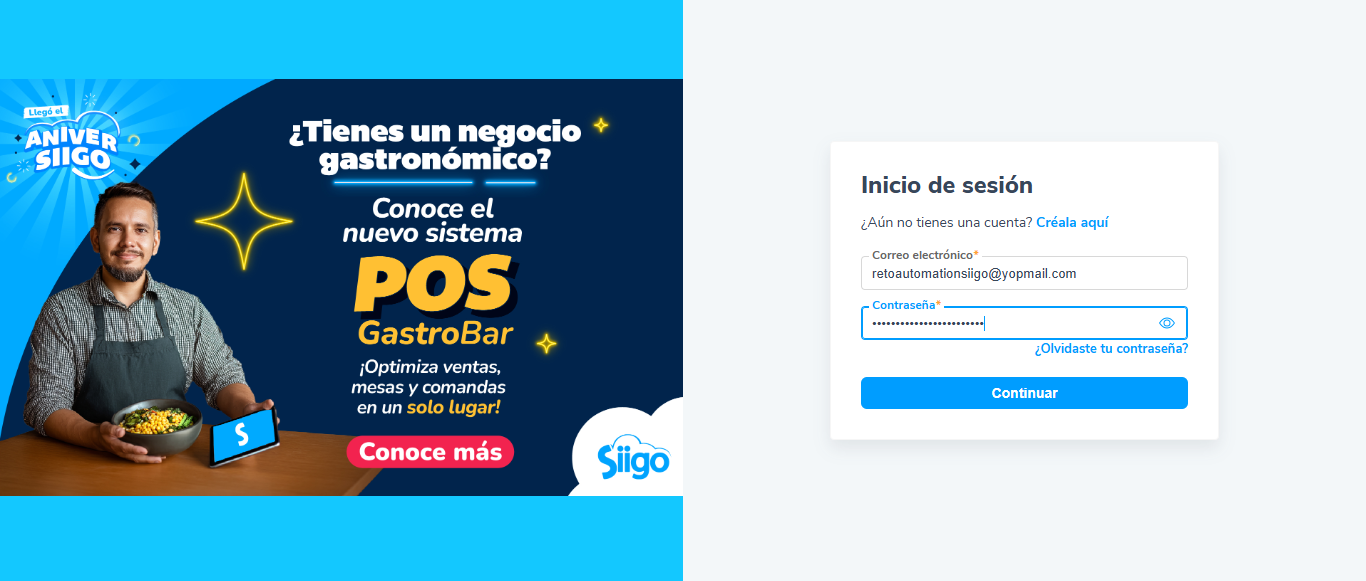 Llegó el
ANIVER
SIIGO
¿Tienes un negocio
gastronómico?
Conoce el
nuevo sistema
POS
GastroBar
¡Optimiza ventas,
mesas y comandas
en un solo lugar!
Conoce más
S
Siigo
Inicio de sesión
¿Aún no tienes una cuenta? Créala aquí
Correo electrónico*
retoautomationsiigo@yopmail.com
Contraseña*
¿Olvidaste tu contraseña?
Continuar